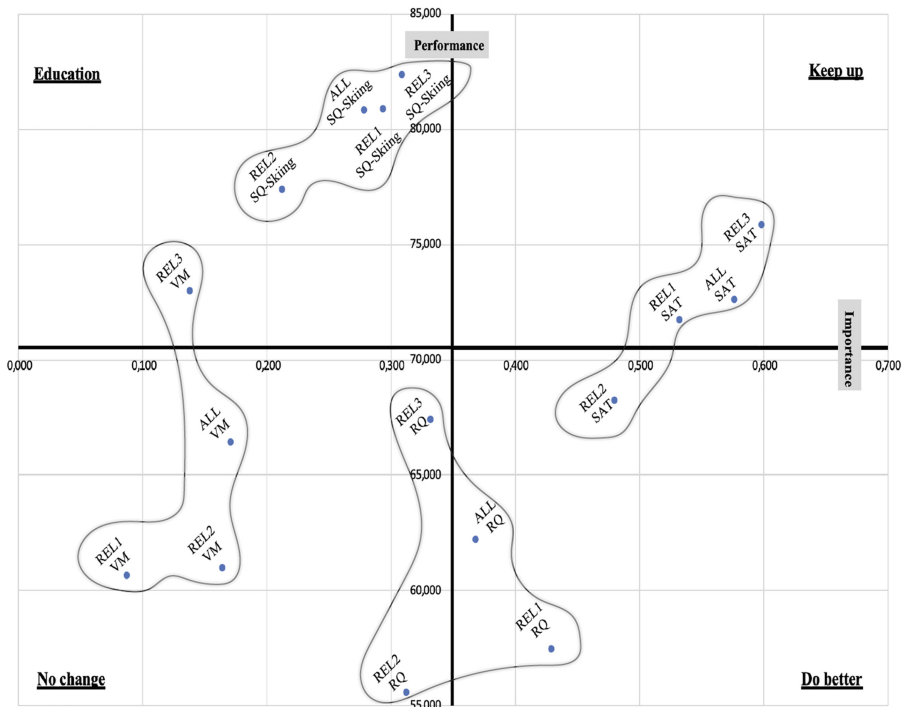 85,000
Performance
Education
Keep up
ALL
SQ-Skiing
REL3
SQ-Skiing
80,000
REL1
SQ-Skiing
REL2
SQ-Skiing
75,000
REL3
VM
REL3
SAT
ALL
SAT
REL1
SAT
Importance
0,000
0,100
0,200
0,300
70,000
0,400
0,500
0,600
0,700
REL2
SAT
REL3
RQ
ALL
VM
65,000
ALL
RQ
REL1
VM
REL2
VM
60,000
REL1
RQ
REL2
RQ
No change
Do better
55,000